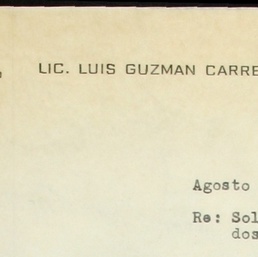 LIC. LUIS GUZMAN CARRE
Agosto
Re: Sol
dos